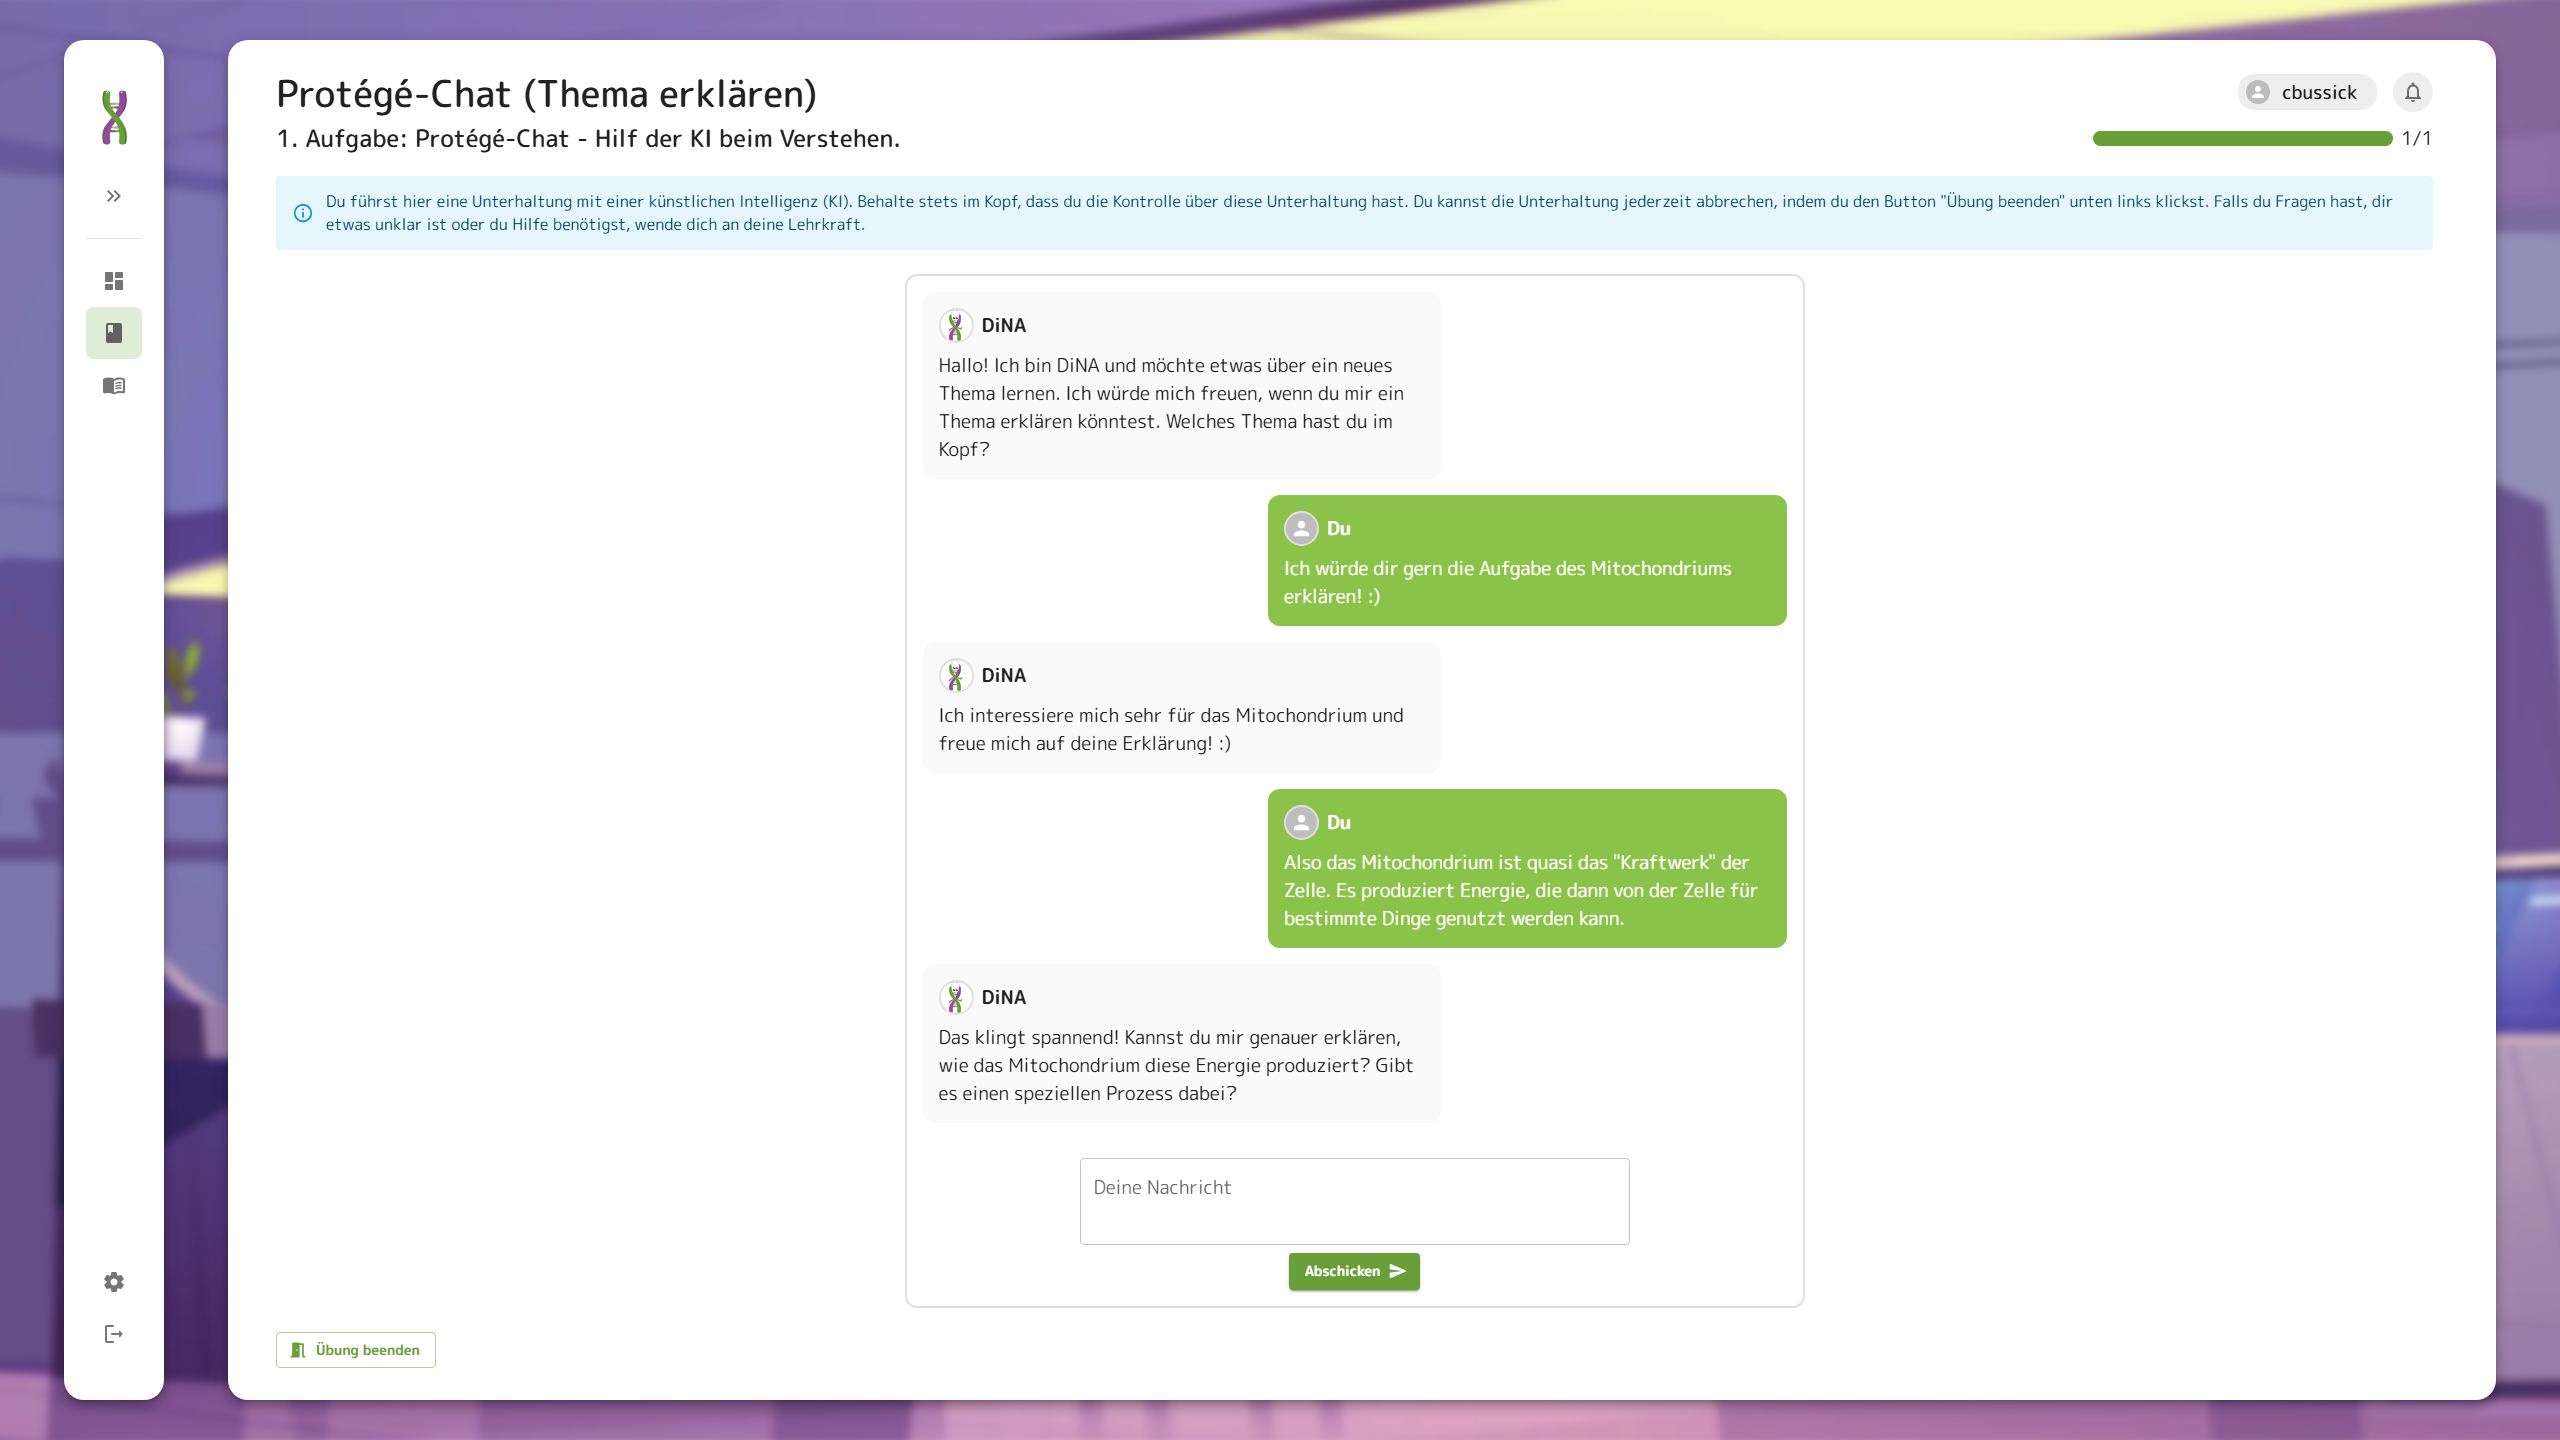 Protégé-Chat (Thema erklären)
cbussick
1. Aufgabe: Protégé-Chat - Hilf der KI beim Verstehen.
1/1
Du führst hier eine Unterhaltung mit einer künstlichen Intelligenz (KI). Behalte stets im Kopf, dass du die Kontrolle über diese Unterhaltung hast. Du kannst die Unterhaltung jederzeit abbrechen, indem du den Button "Übung beenden" unten links klickst. Falls du Fragen hast, dir
etwas unklar ist oder du Hilfe benötigst, wende dich an deine Lehrkraft.
DiNA
Hallo! Ich bin DiNA und möchte etwas über ein neues
Thema lernen. Ich würde mich freuen, wenn du mir ein
Thema erklären könntest. Welches Thema hast du im
Kopf?
Du
Ich würde dir gern die Aufgabe des Mitochondriums
erklären! :)
DiNA
Ich interessiere mich sehr für das Mitochondrium und
freue mich auf deine Erklärung! :)
Du
Also das Mitochondrium ist quasi das "Kraftwerk" der
Zelle. Es produziert Energie, die dann von der Zelle für
bestimmte Dinge genutzt werden kann.
DiNA
Das klingt spannend! Kannst du mir genauer erklären,
wie das Mitochondrium diese Energie produziert? Gibt
es einen speziellen Prozess dabei?
Deine Nachricht
Abschicken
Übung beenden